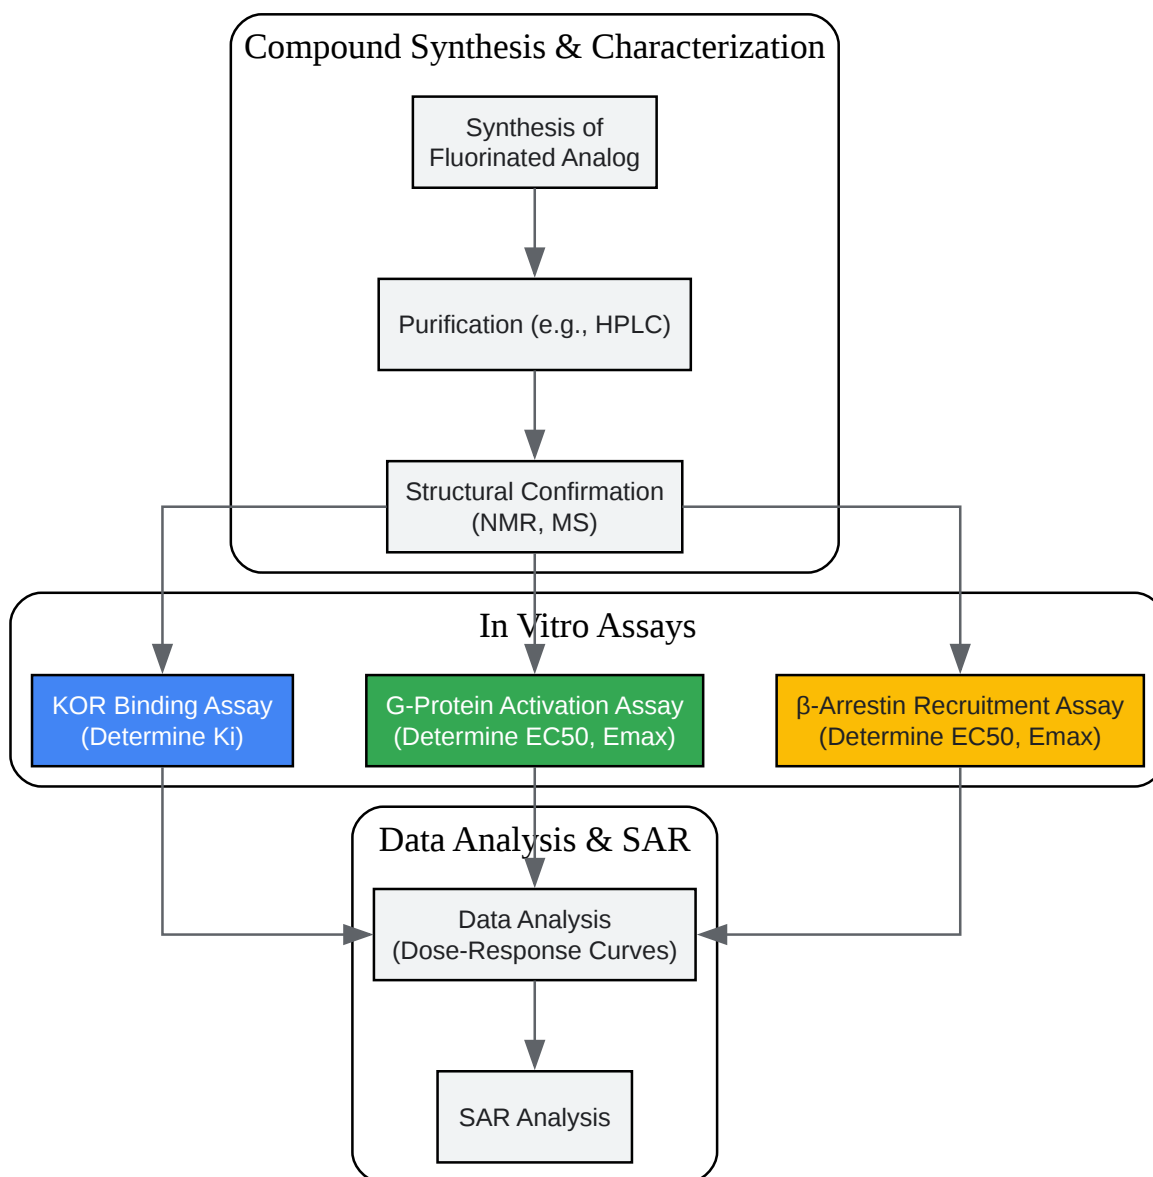 Compound Synthesis & Characterization
Synthesis of
Fluorinated Analog
Purification (e.g., HPLC)
Structural Confirmation
(NMR, MS)
In Vitro Assays
KOR Binding Assay
(Determine Ki)
G-Protein Activation Assay
(Determine EC50, Emax)
β-Arrestin Recruitment Assay
(Determine EC50, Emax)
Data Analysis & SAR
Data Analysis
(Dose-Response Curves)
SAR Analysis